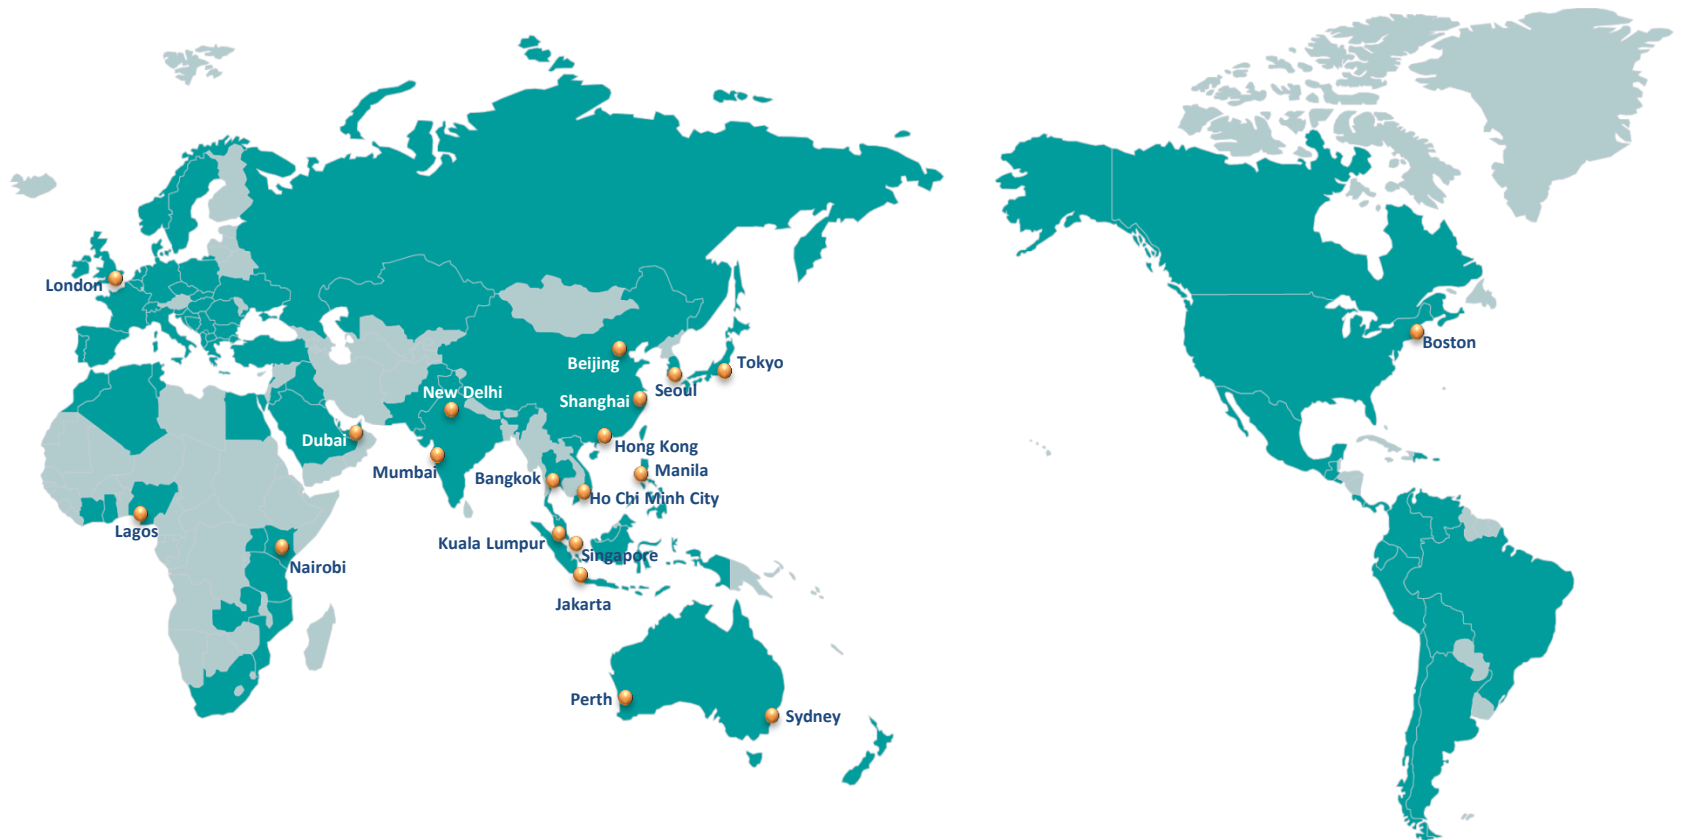 London
Boston
Beijing
Tokyo
Seoul
New Delhi
Shanghai
Dubai
Hong Kong
Mumbai
Manila
Bangkok
Ho Chi Minh City
Lagos
Kuala Lumpur
Singapore
Nairobi
Jakarta
Perth
Sydney